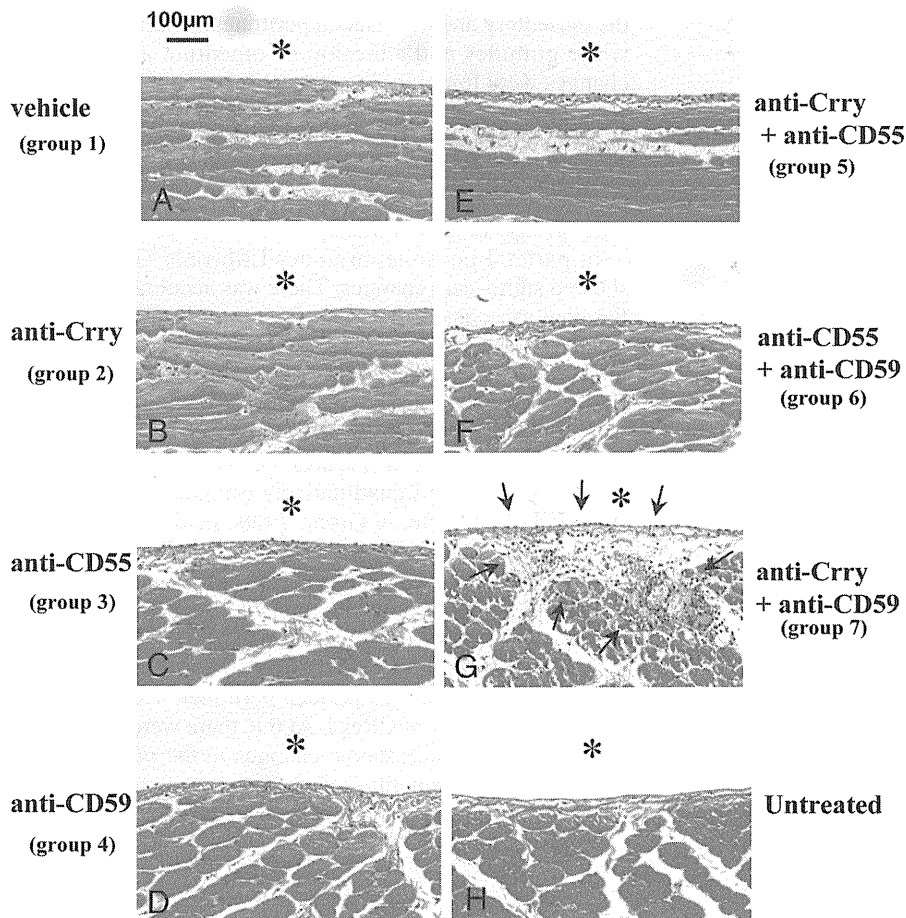 100μm
*
*
vehicle
(group 1)
A
E
anti-Crry
+ anti-CD55
(group 5)
*
*
anti-Crry
(group 2)
B
F
anti-CD55
+ anti-CD59
(group 6)
*
*
anti-CD55
(group 3)
C
G
anti-Crry
+ anti-CD59
(group 7)
*
*
anti-CD59
(group 4)
D
H
Untreated